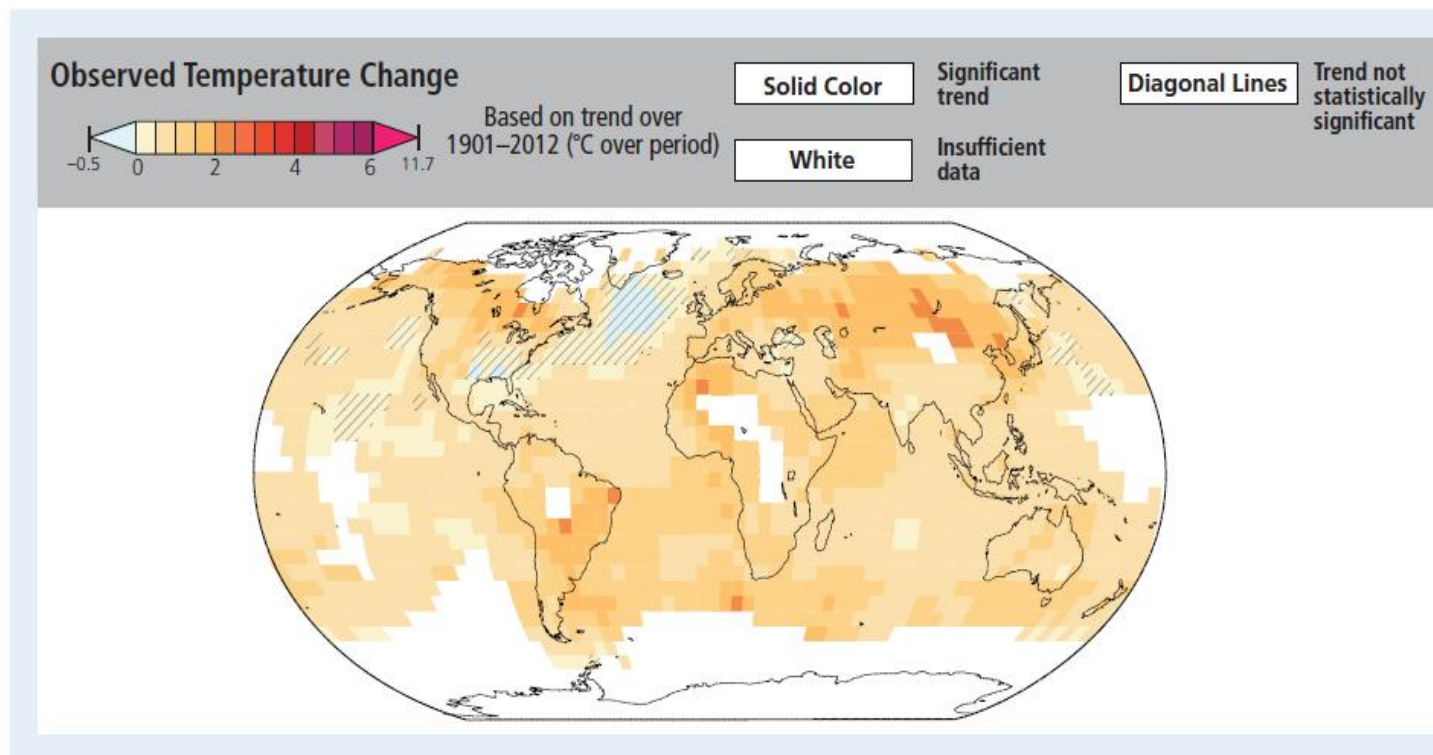 Observed Temperature Change
−0.5 0 2 4 6 11.7
Based on trend over
1901–2012 (°C over period)
Solid Color
Significant
trend
White
Insufficient
data
Diagonal Lines
Trend not
statistically
significant